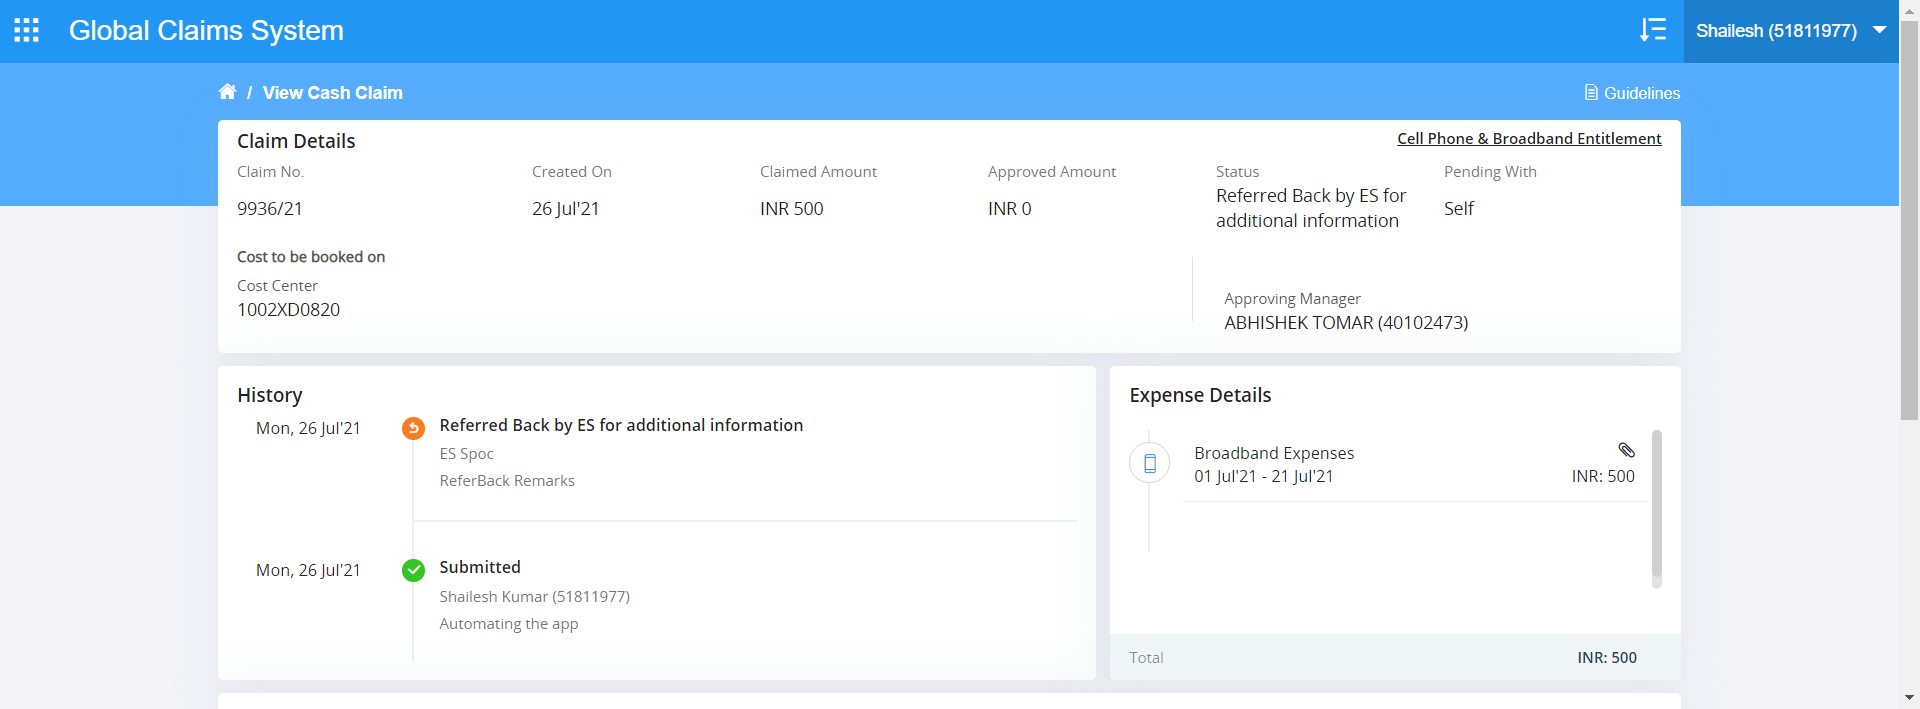 Global Claims System
Shailesh (51811977)
/ View Cash Claim
Guidelines
Claim Details
Cell Phone & Broadband Entitlement
Claim No.
9936/21
Created On
26 Jul'21
Claimed Amount
INR 500
Approved Amount
INR 0
Status
Referred Back by ES for
additional information
Pending With
Self
Cost to be booked on
Cost Center
1002XD0820
Approving Manager
ABHISHEK TOMAR (40102473)
History
Mon, 26 Jul'21
Referred Back by ES for additional information
ES Spoc
ReferBack Remarks
Mon, 26 Jul'21
Submitted
Shailesh Kumar (51811977)
Automating the app
Expense Details
Broadband Expenses
01 Jul'21 - 21 Jul'21
INR: 500
Total
INR: 500